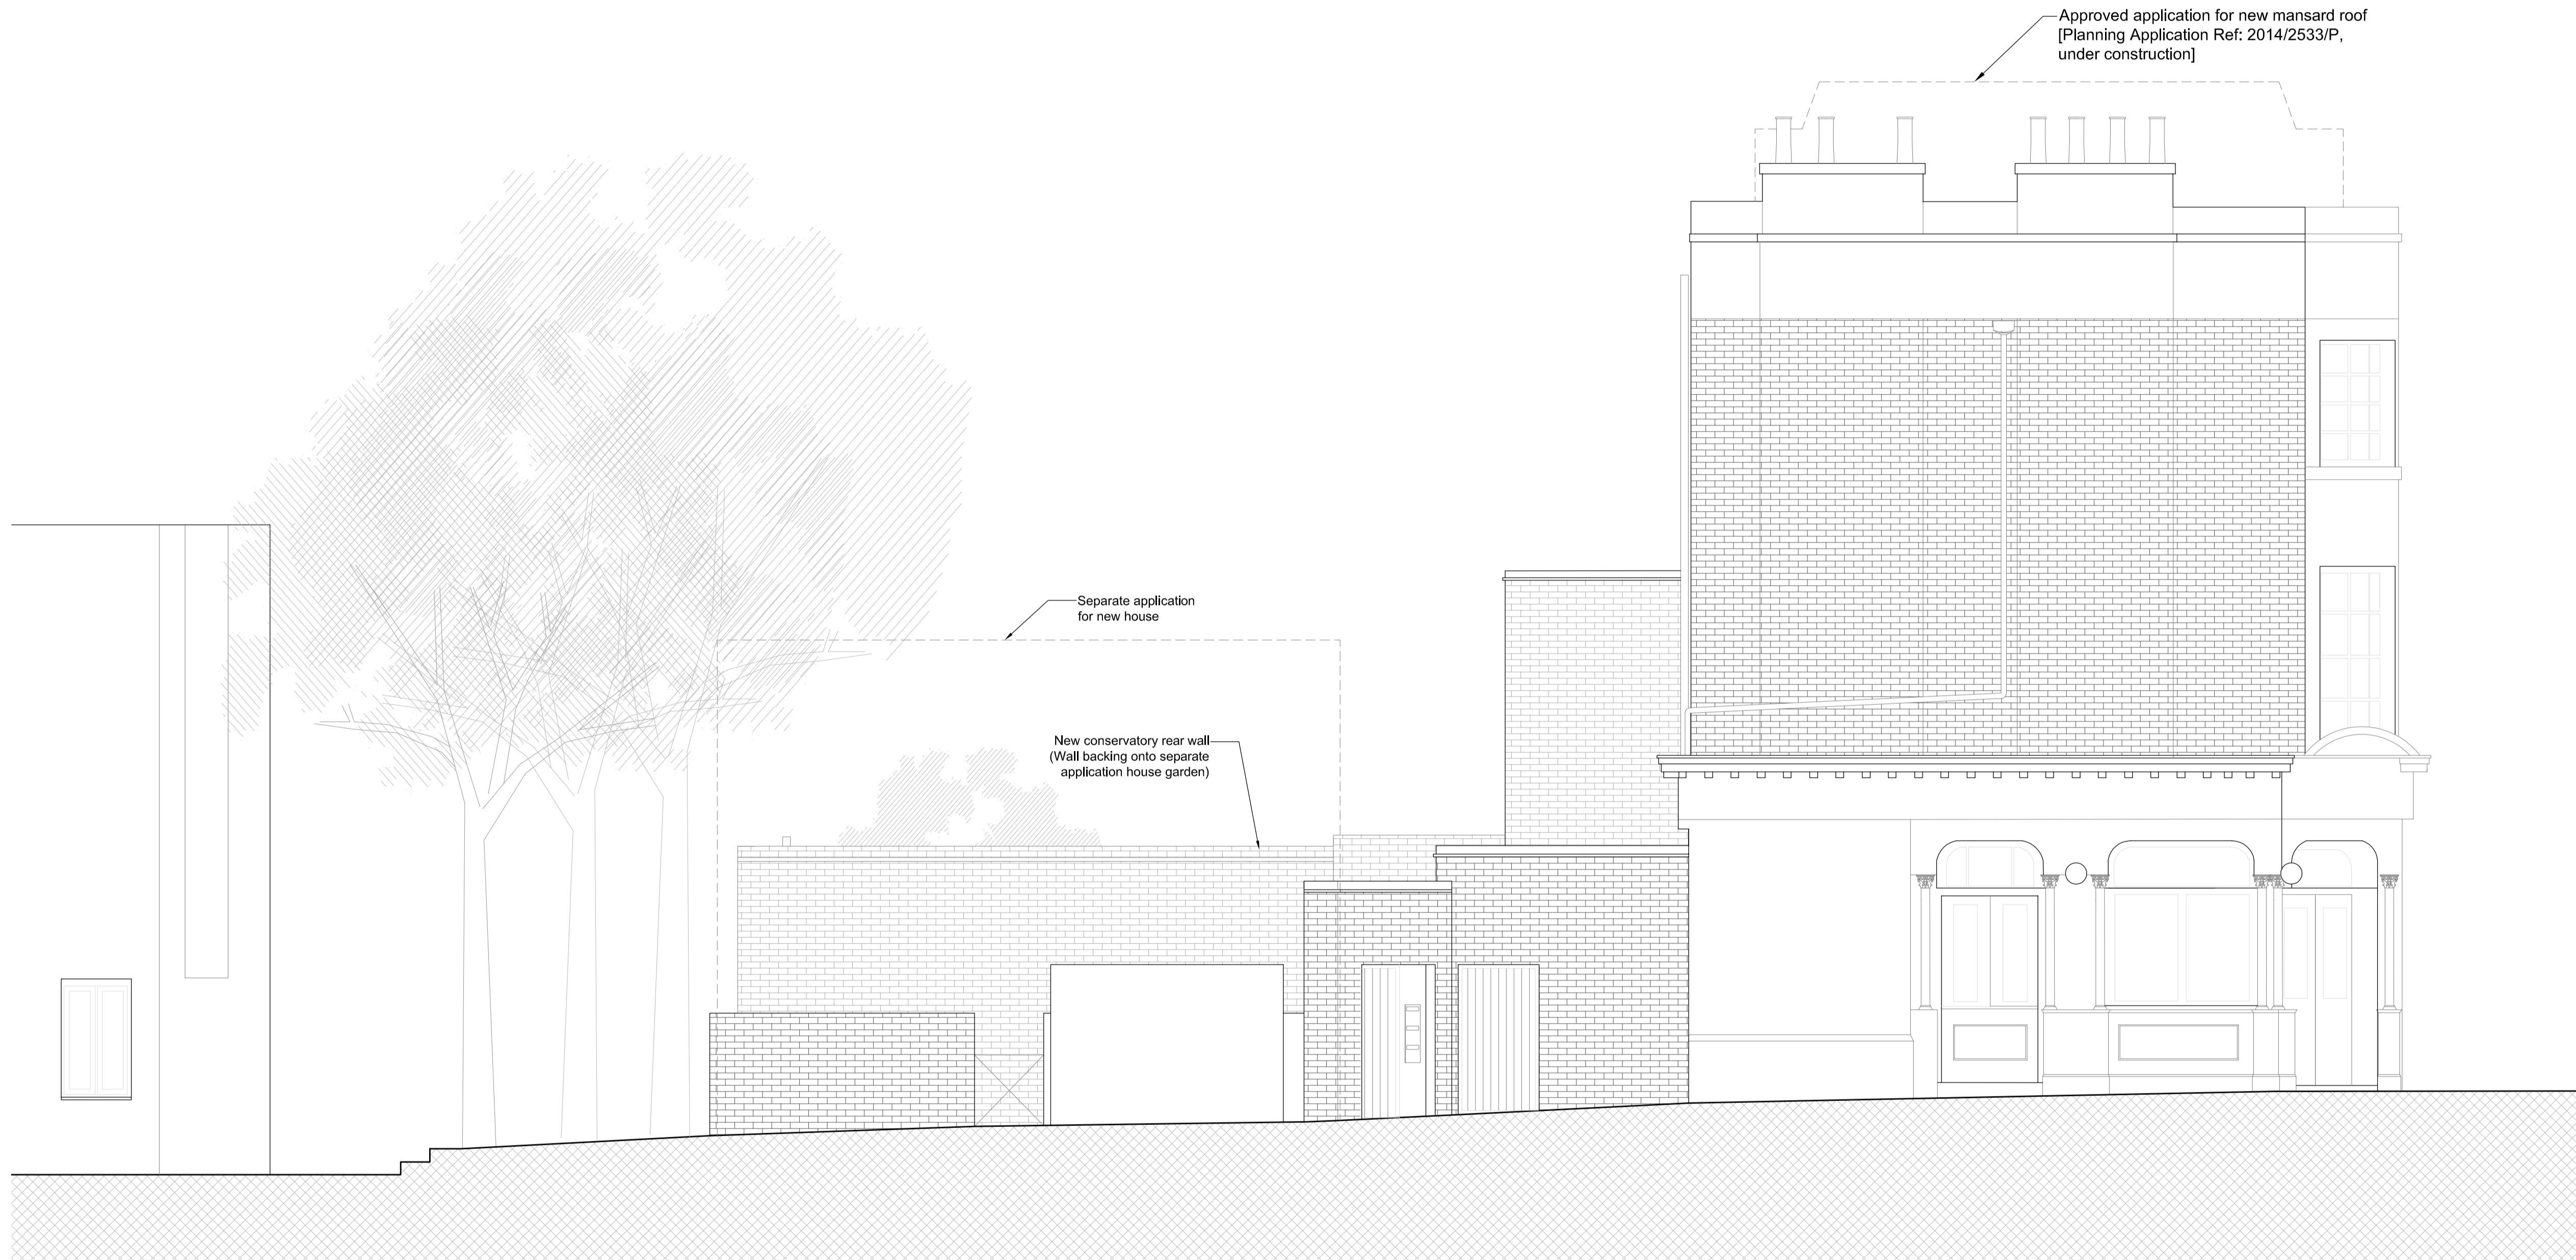 Approved application for new mansard roof
[Planning Application Ref: 2014/2533/P,
under construction]
Separate application
for new house
New conservatory rear wall
(Wall backing onto separate
application house garden)